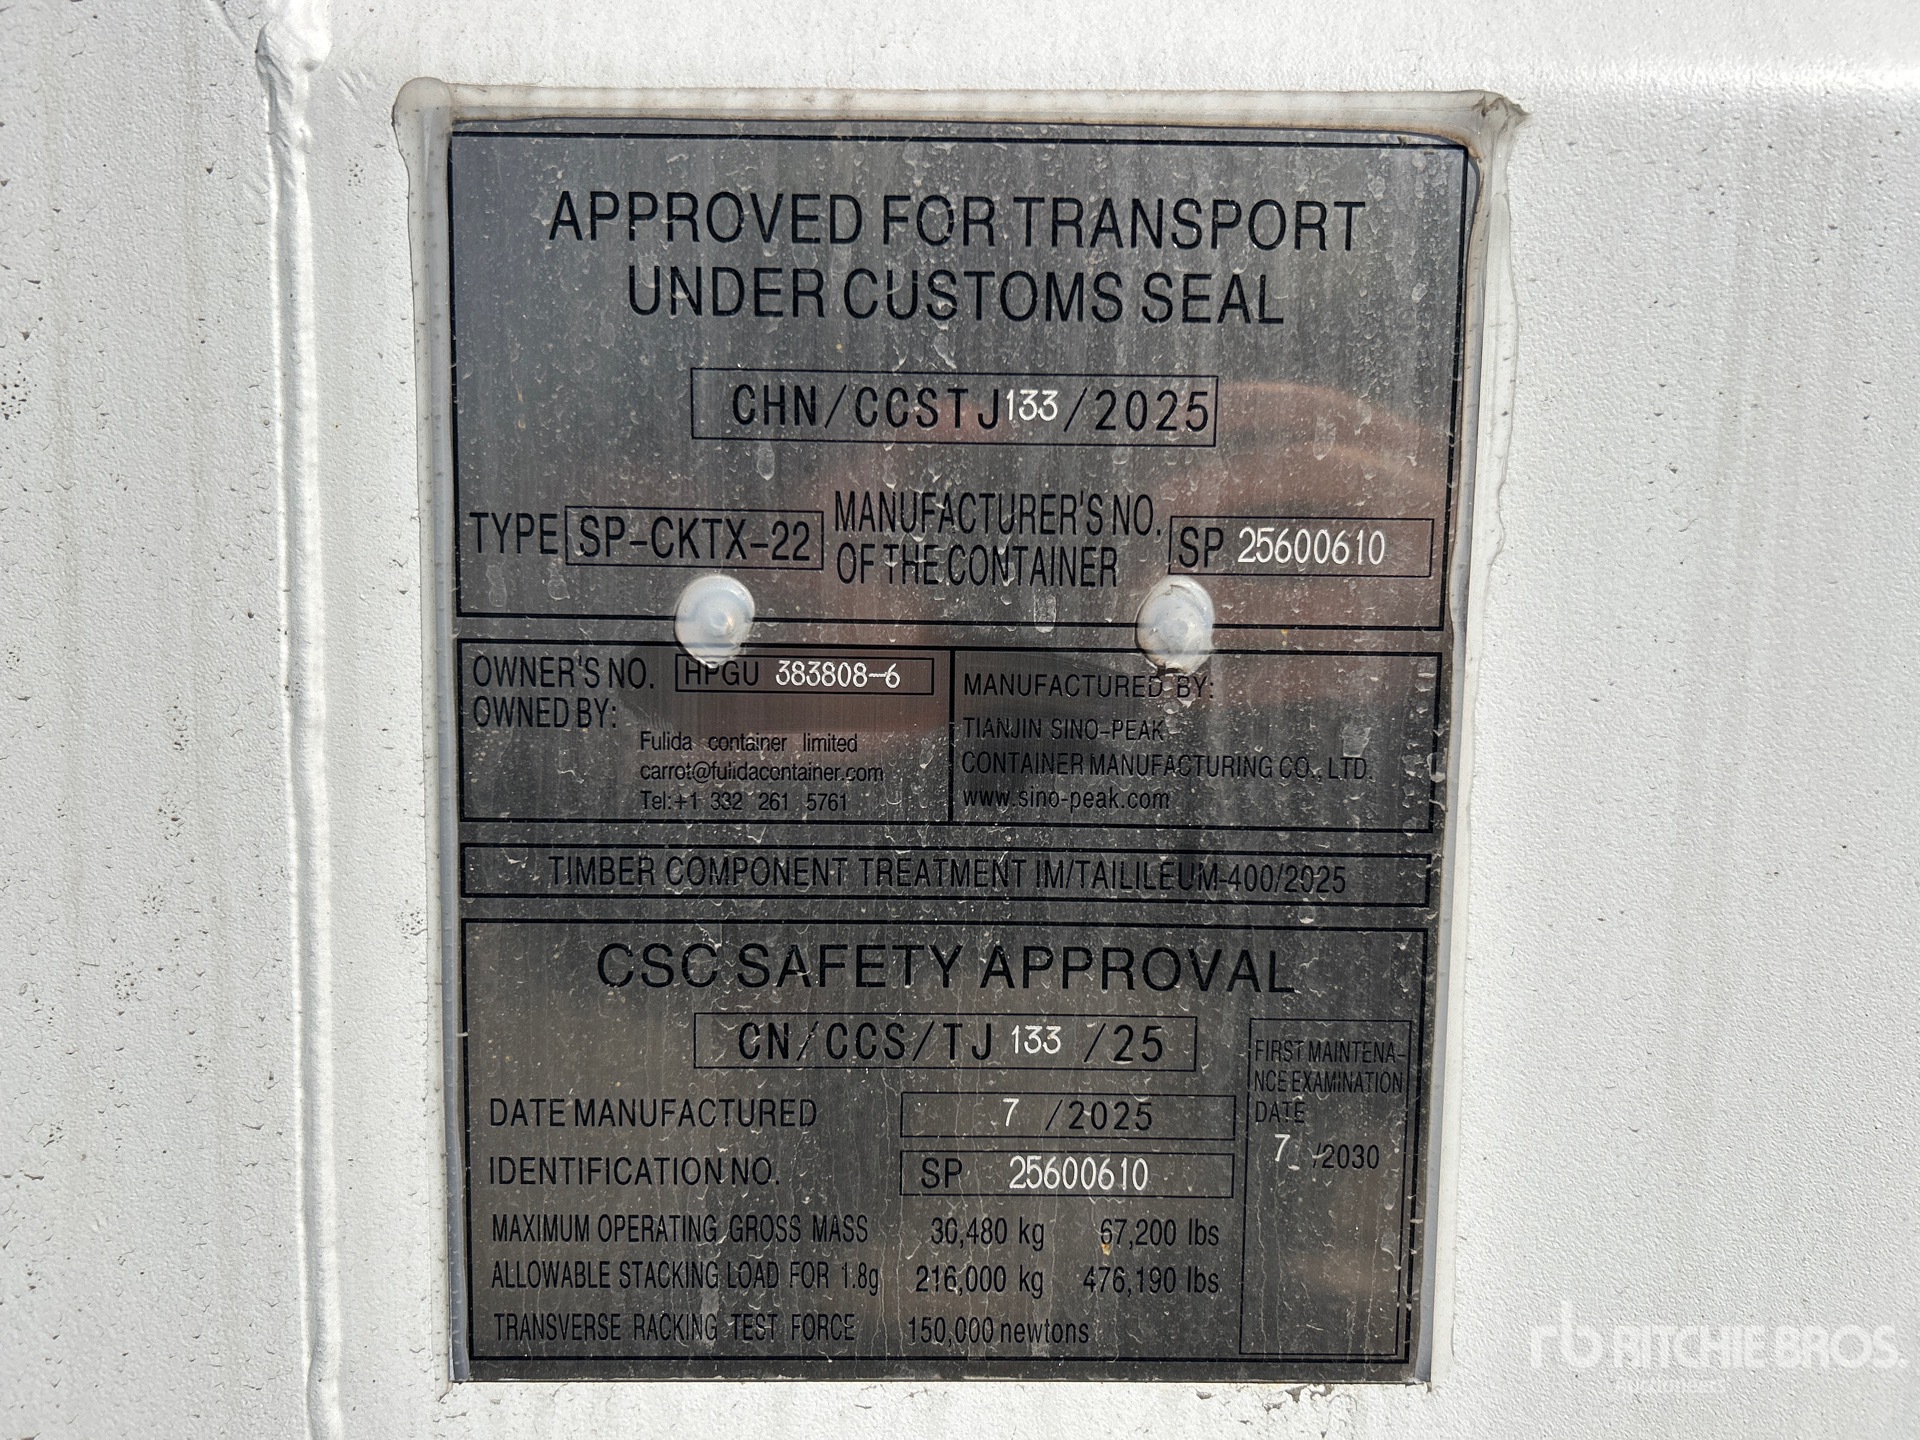 APPROVED FOR TRANSPORT
UNDER CUSTOMS SEAL
CHN/CCSTJ133/2025
TYPE SP-CKTX-22 MANUFACTURER'S NO. OF THE CONTAINER SP 25600610
OWNER'S NO. HPGU 383808-6
OWNED BY:
Fulida container limited
carrot@fulidacontainer.com
Tel:+1 332 261 5761
MANUFACTURED BY:
TIANJIN SINO-PEAK
CONTAINER MANUFACTURING CO., LTD.
www.sino-peak.com
TIMBER COMPONENT TREATMENT IM/TAILILEUM-400/2025
CSC SAFETY APPROVAL
CN/CCS/TJ 133 /25
DATE MANUFACTURED 7 /2025
IDENTIFICATION NO. SP 25600610
MAXIMUM OPERATING GROSS MASS 30,480 kg 67,200 lbs
ALLOWABLE STACKING LOAD FOR 1.8g 216,000 kg 476,190 lbs
TRANSVERSE RACKING TEST FORCE 150,000 newtons
FIRST MAINTENA-
NCE EXAMINATION
DATE
7 /2030
rb RITCHIE BROS.
Auctioneers